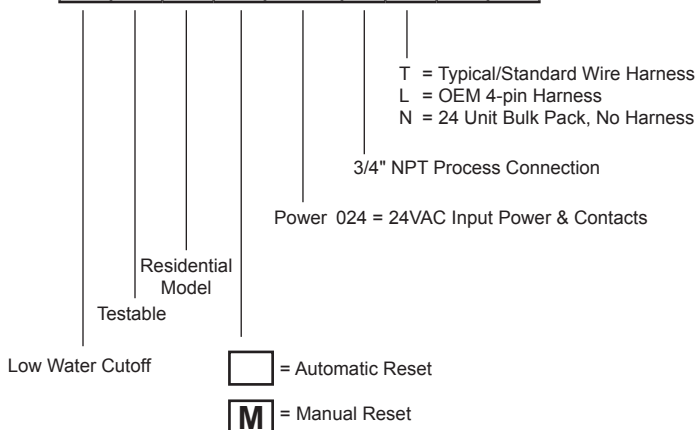 T = Typical/Standard Wire Harness
L = OEM 4-pin Harness
N = 24 Unit Bulk Pack, No Harness
3/4" NPT Process Connection
Power 024 = 24VAC Input Power & Contacts
Residential
Model
Testable
Low Water Cutoff
= Automatic Reset
M = Manual Reset